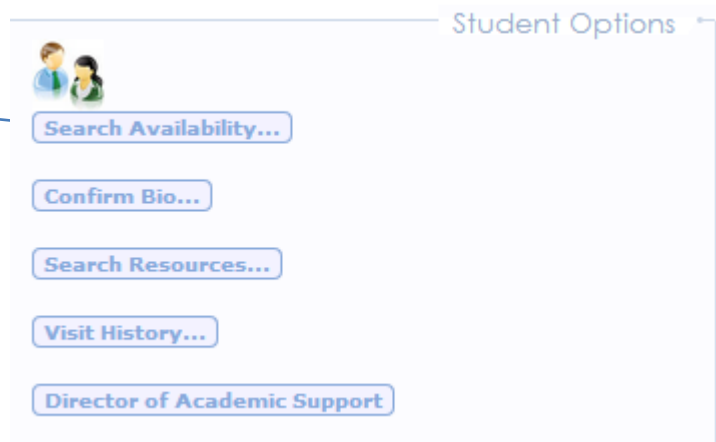 Student Options
Search Availability...
Confirm Bio...
Search Resources...
Visit History...
Director of Academic Support